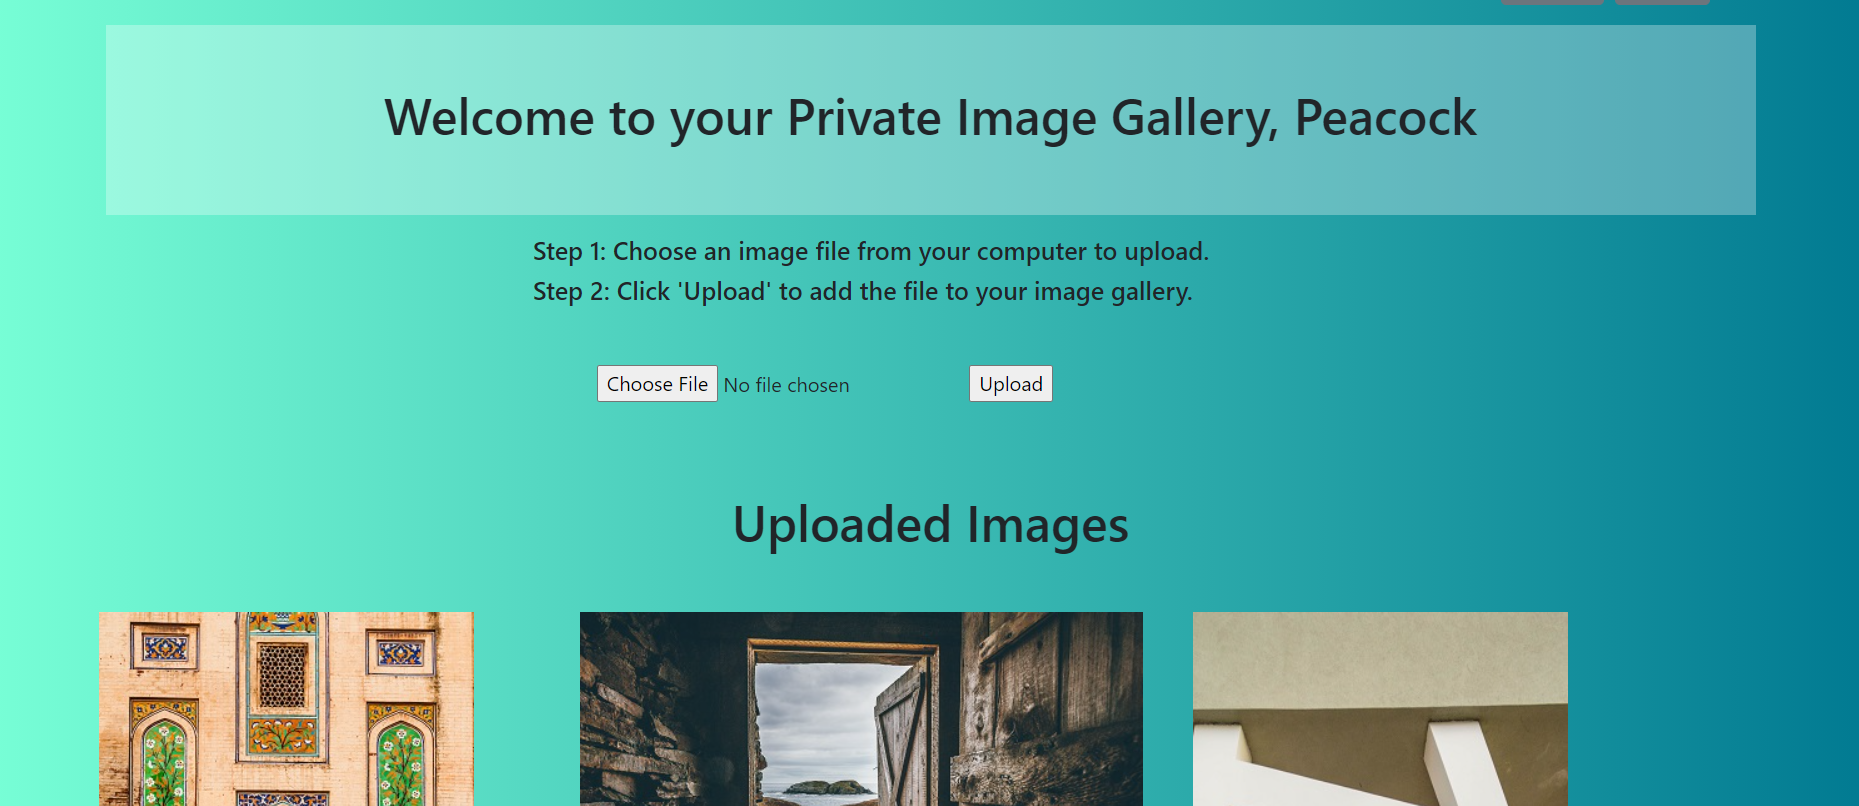 Welcome to your Private Image Gallery, Peacock
Step 1: Choose an image file from your computer to upload.
Step 2: Click 'Upload' to add the file to your image gallery.
Choose File No file chosen Upload
Uploaded Images